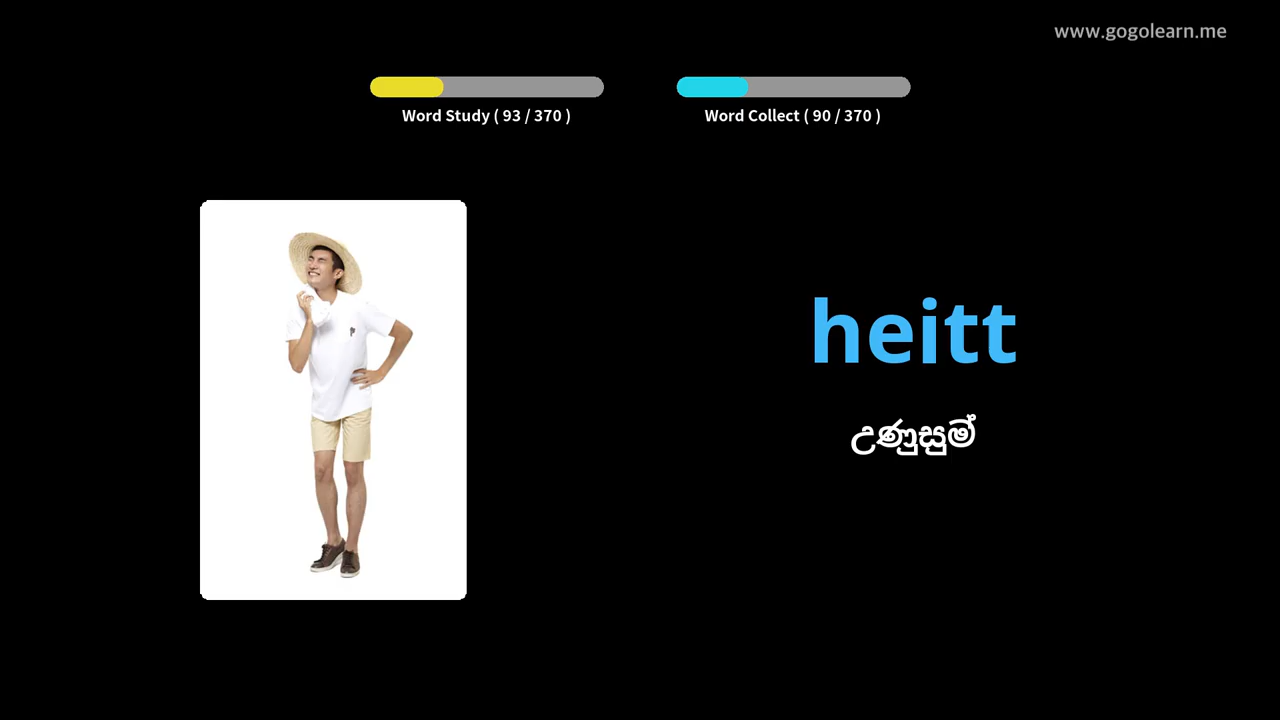 www.gogolearn.me
Word Study ( 93 / 370 )
Word Collect ( 90 / 370 )
heitt
උණුසුම්